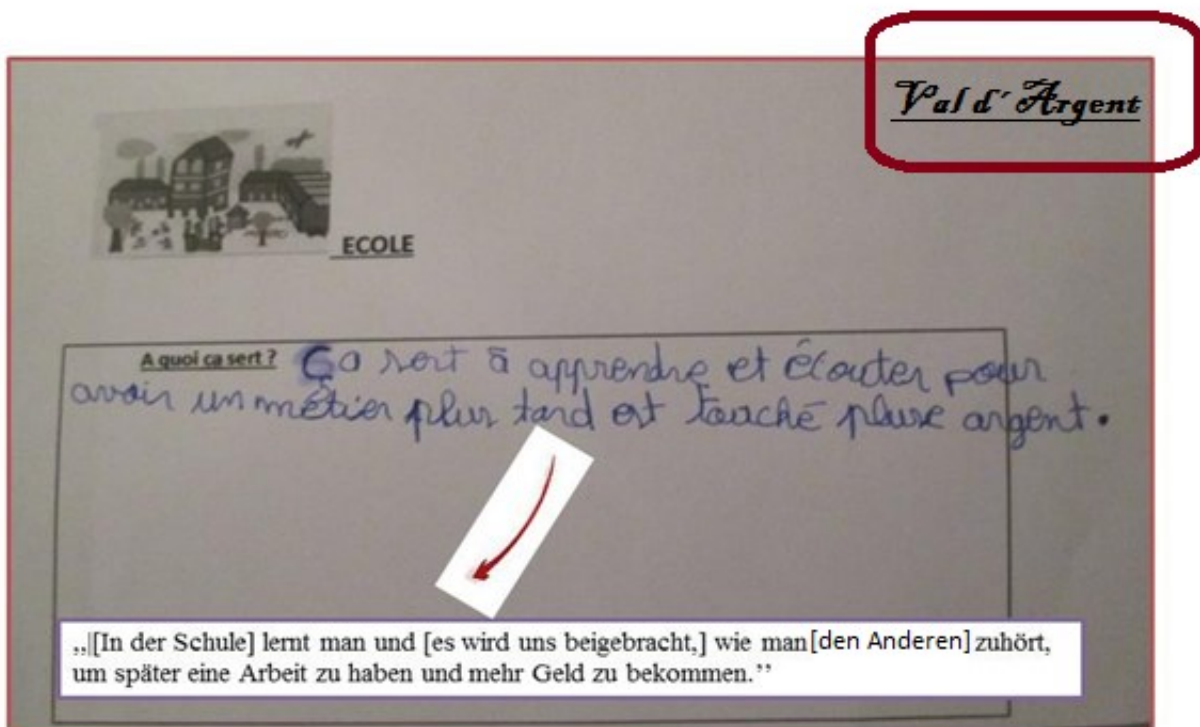 Val d'Argent
ECOLE
A quoi ca sert ? Ça sert à apprendre et écouter pour
avoir un métier plus tard est touché pluse argent.
,,|[In der Schule] lernt man und [es wird uns beigebracht,] wie man[den Anderen] zuhört,
um später eine Arbeit zu haben und mehr Geld zu bekommen.’’